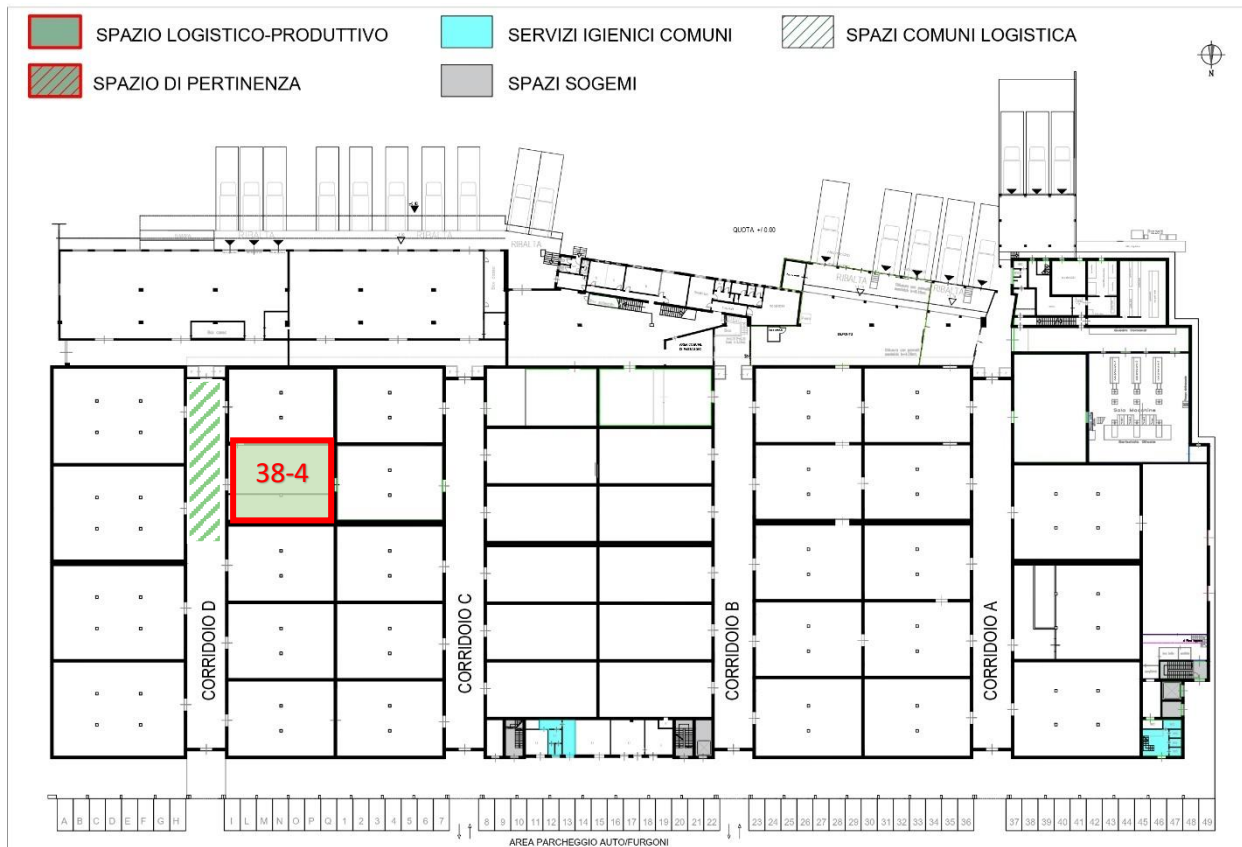 SPAZIO LOGISTICO-PRODUTTIVO
SERVIZI IGIENICI COMUNI
SPAZI COMUNI LOGISTICA
SPAZIO DI PERTINENZA
SPAZI SOGEMI
N
QUOTA +/ 0.00
RIBALTA
RIBALTA
RIBALTA
RIBALTA
RIBALTA
38-4
CORRIDOIO D
CORRIDOIO C
CORRIDOIO B
CORRIDOIO A
A B C D E F G H
I L M N O P Q 1 2 3 4 5 6 7
8 9 10 11 12 13 14 15 16 17 18 19 20 21 22
23 24 25 26 27 28 29 30 31 32 33 34 35 36
37 38 39 40 41 42 43 44 45 46 47 48 49
AREA PARCHEGGIO AUTO/FURGONI